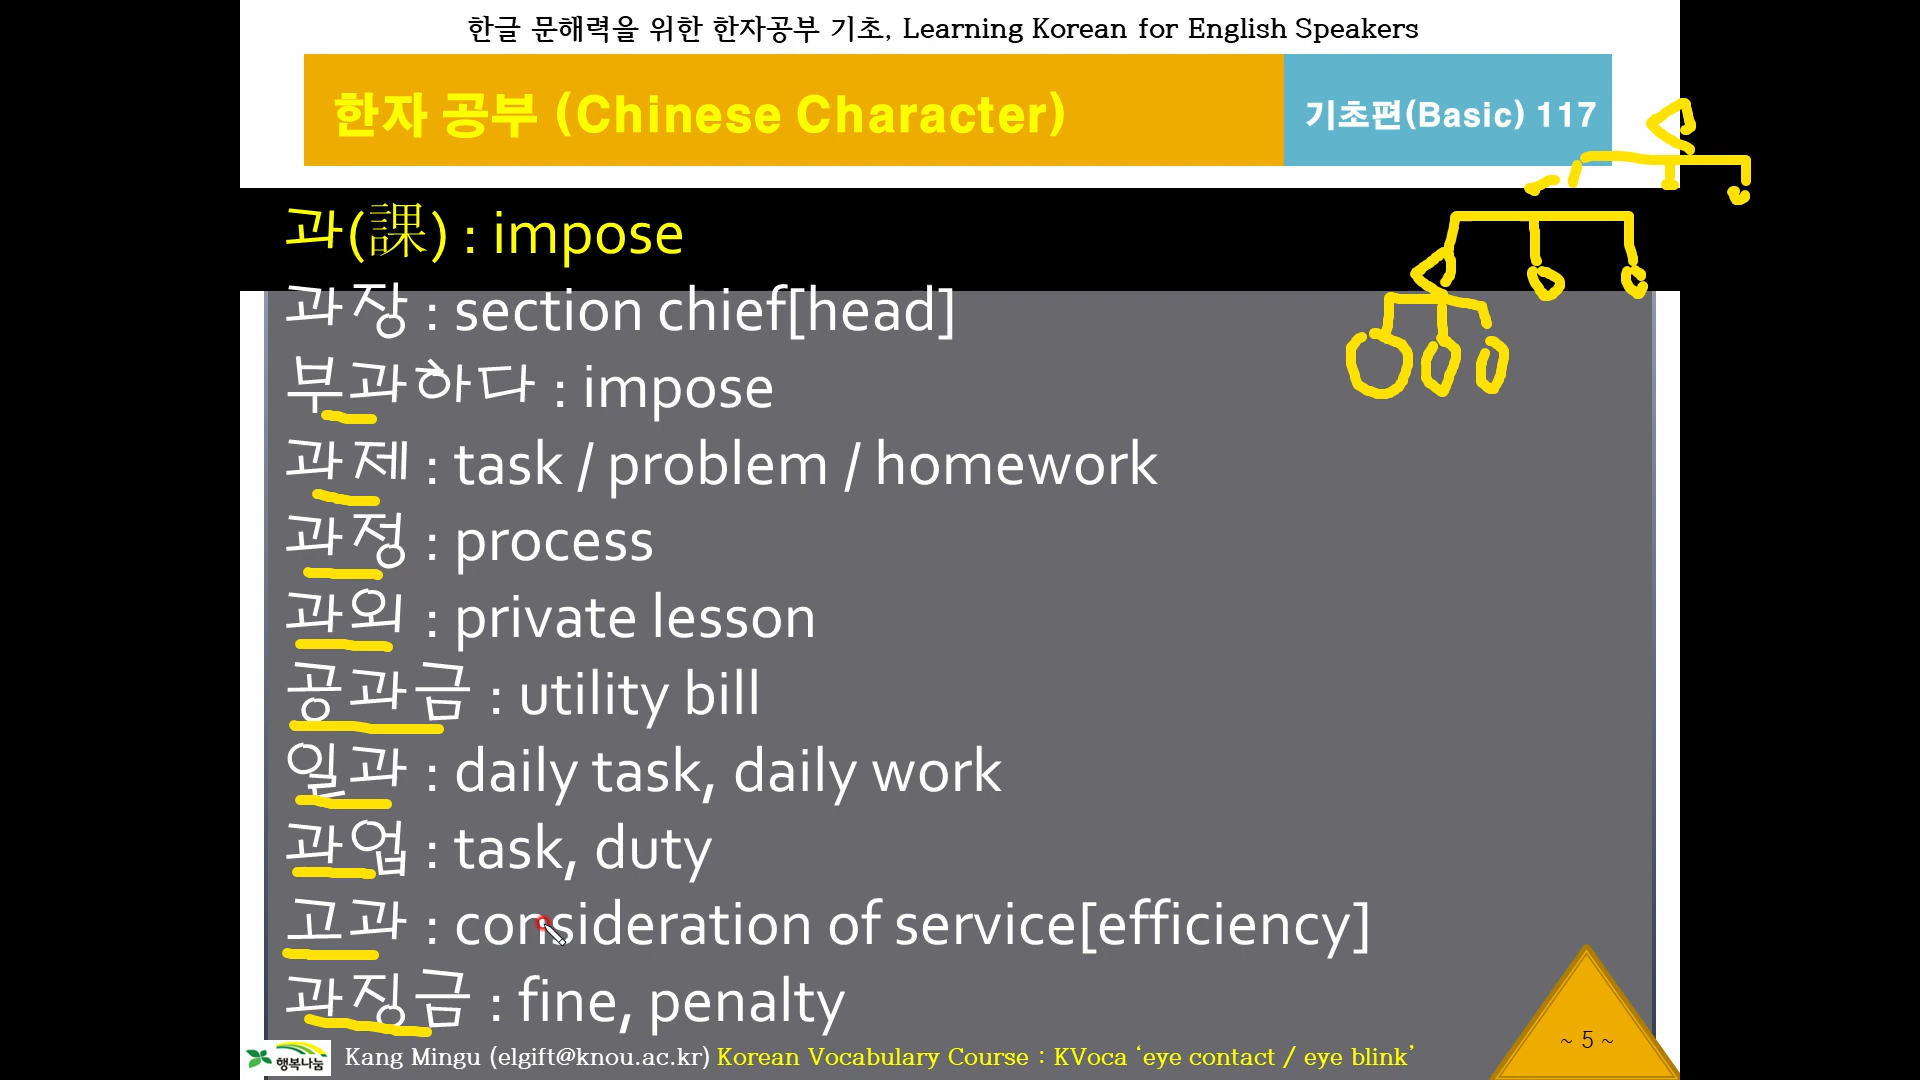 한글 문해력을 위한 한자공부 기초, Learning Korean for English Speakers
한자 공부 (Chinese Character)
기초편(Basic) 117
과(課) : impose
과장 : section chief[head]
부과하다 : impose
과제 : task / problem / homework
과정 : process
과외 : private lesson
공과금 : utility bill
일과 : daily task, daily work
과업 : task, duty
고과 : consideration of service[efficiency]
과징금 : fine, penalty
행복나눔
Kang Mingu (elgift@knou.ac.kr) Korean Vocabulary Course : KVoca ‘eye contact / eye blink’
~ 5 ~